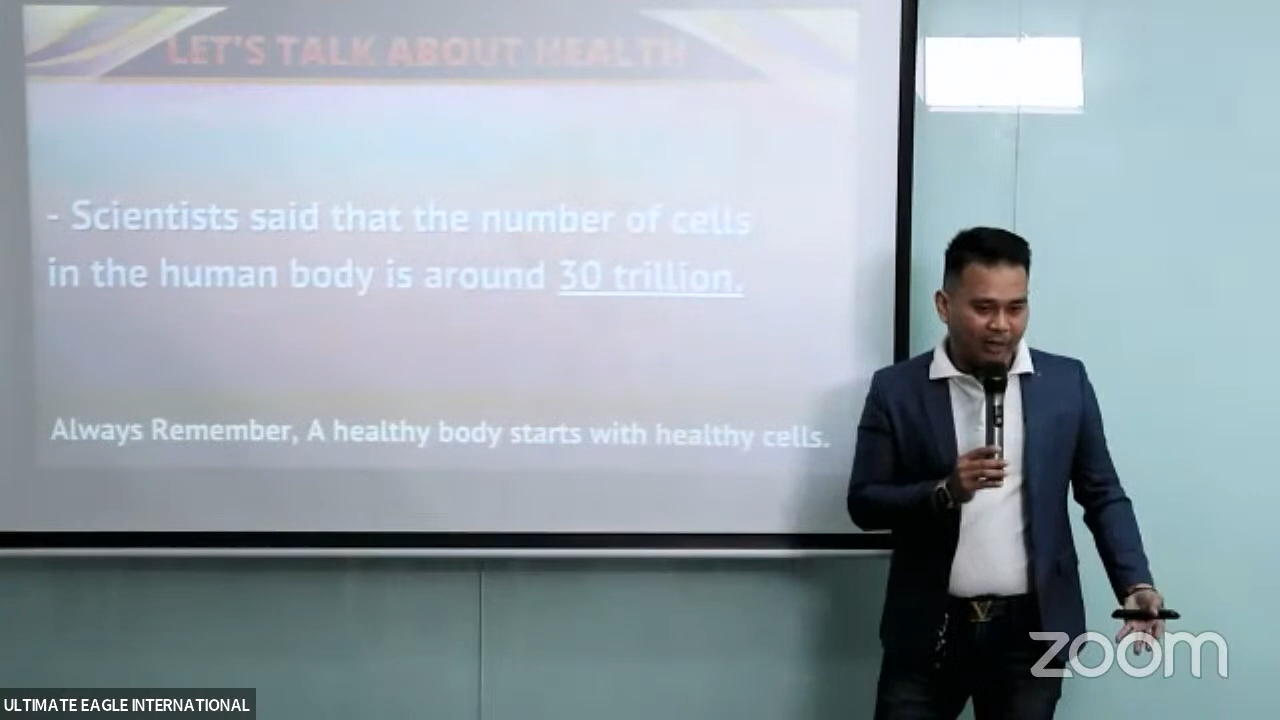 LET'S TALK ABOUT HEALTH
- Scientists said that the number of cells
in the human body is around 30 trillion.
Always Remember, A healthy body starts with healthy cells.
zoom
ULTIMATE EAGLE INTERNATIONAL